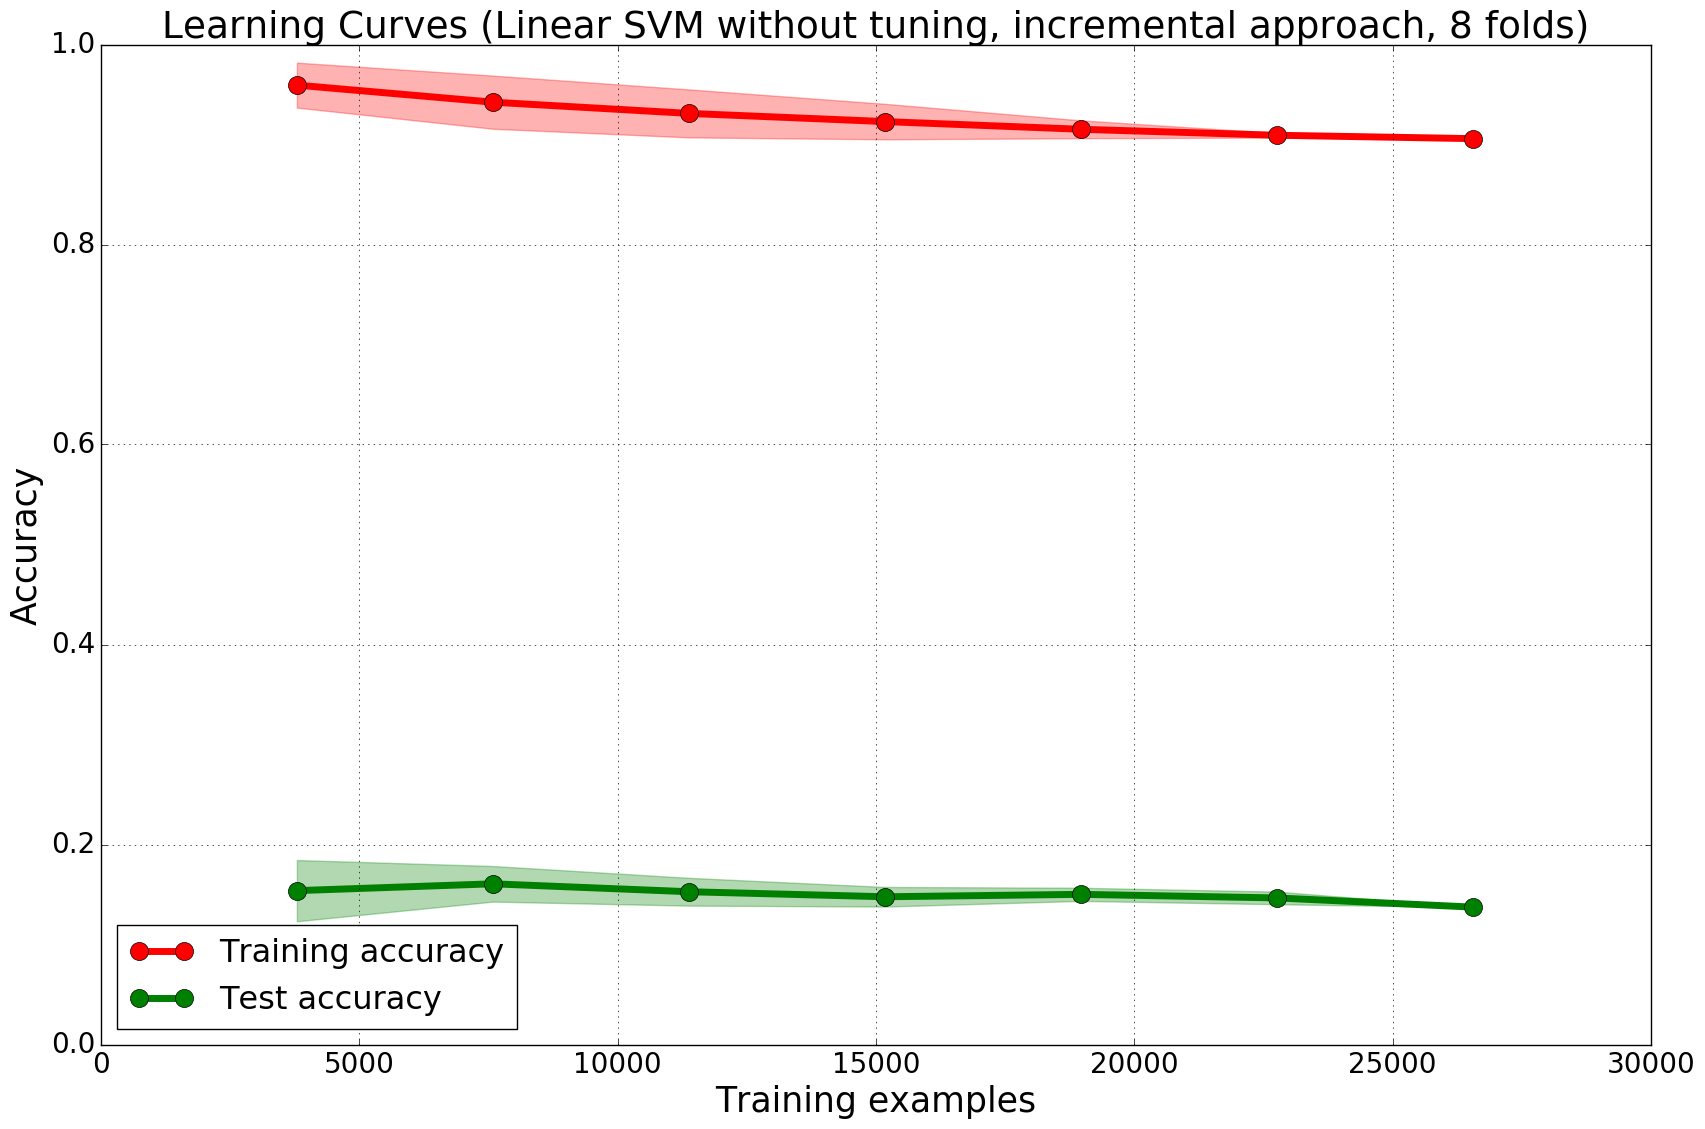 Learning Curves (Linear SVM without tuning, incremental approach, 8 folds)
1.0
0.8
0.6
0.4
0.2
0.0
Accuracy
Training accuracy
Test accuracy
0 5000 10000 15000 20000 25000 30000
Training examples